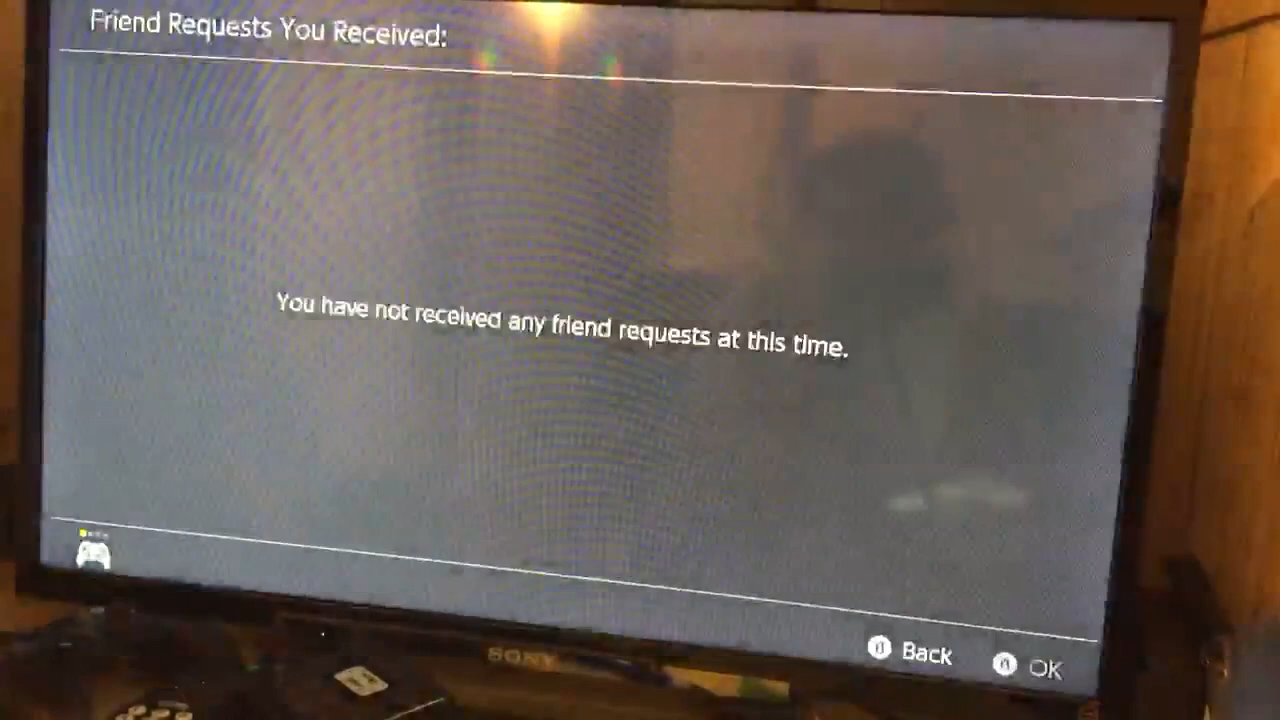 Friend Requests You Received:
You have not received any friend requests at this time.
Back
OK
SONY